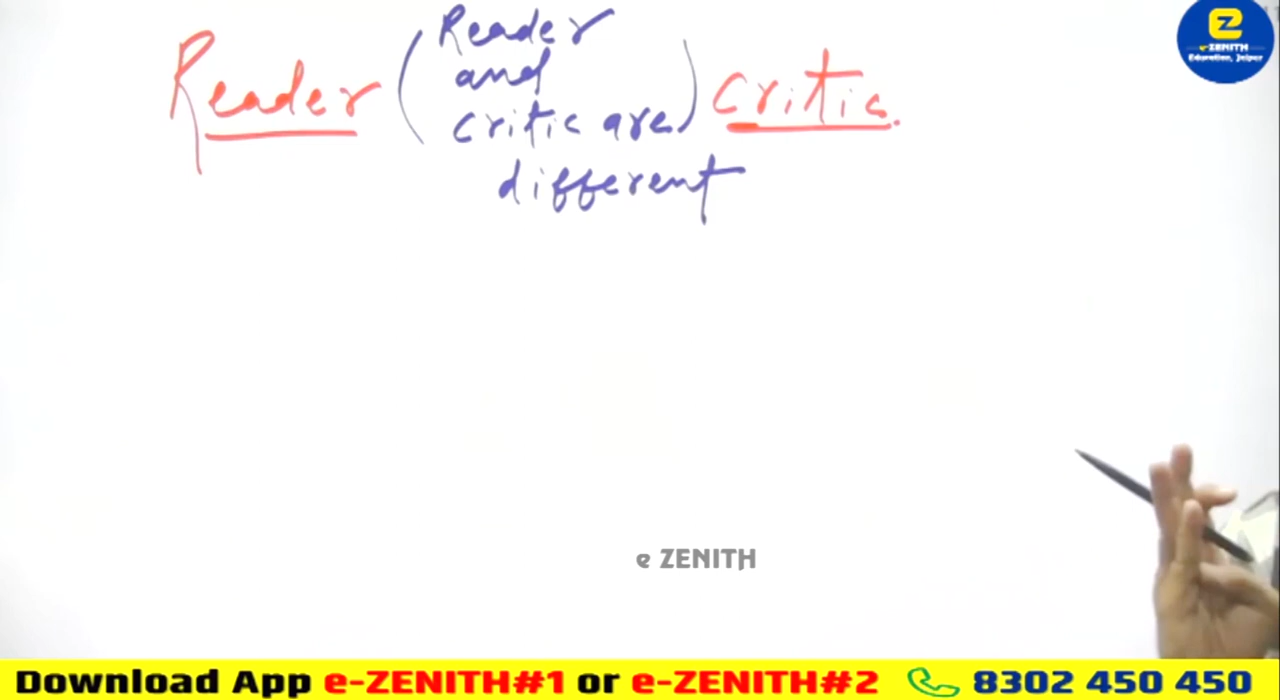 Reader ( Reader and critic are different ) critic.
eZ
e-ZENITH
Education, Jaipur
e ZENITH
Download App e-ZENITH#1 or e-ZENITH#2 8302 450 450